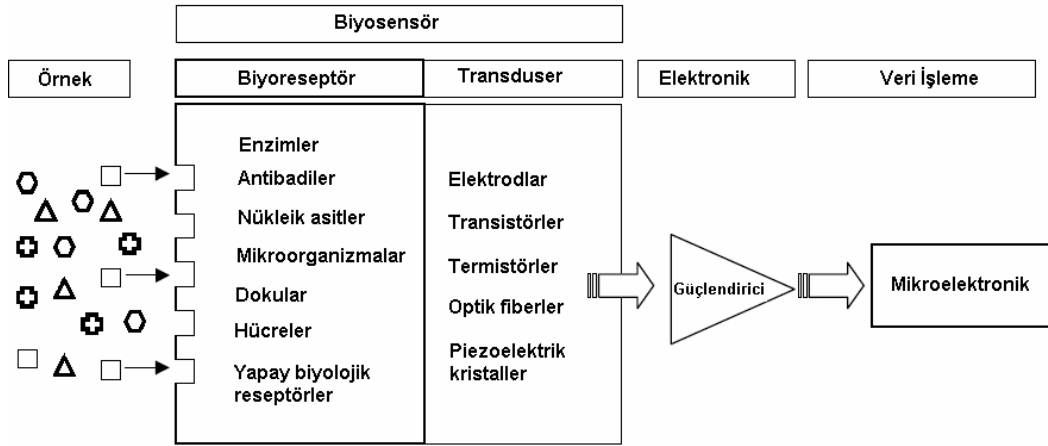 Biyosensör
Örnek
Biyoreseptör
Transduser
Elektronik
Veri İşleme
Enzimler
Antibadiler
Nükleik asitler
Mikroorganizmalar
Dokular
Hücreler
Yapay biyolojik
reseptörler
Elektrodlar
Transistörler
Termistörler
Optik fiberler
Piezoelektrik
kristaller
Güçlendirici
Mikroelektronik